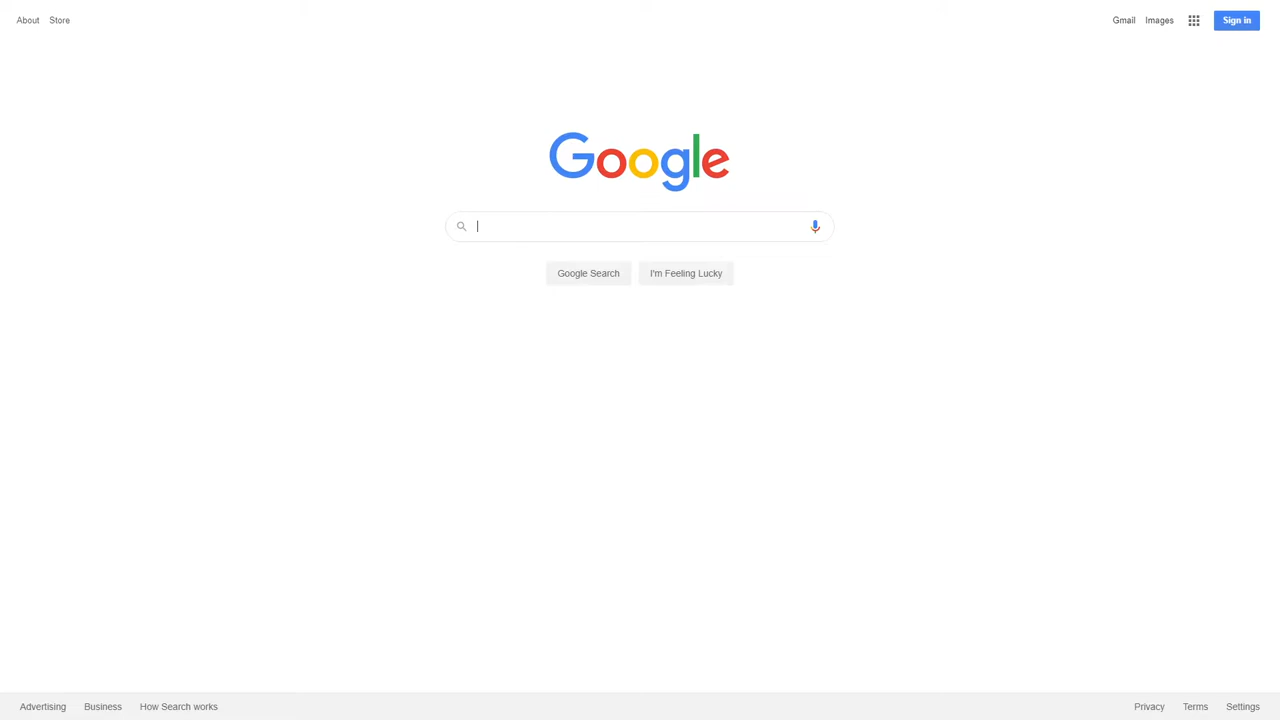 About Store
Gmail Images Sign in
Google
Google Search I'm Feeling Lucky
Advertising Business How Search works
Privacy Terms Settings